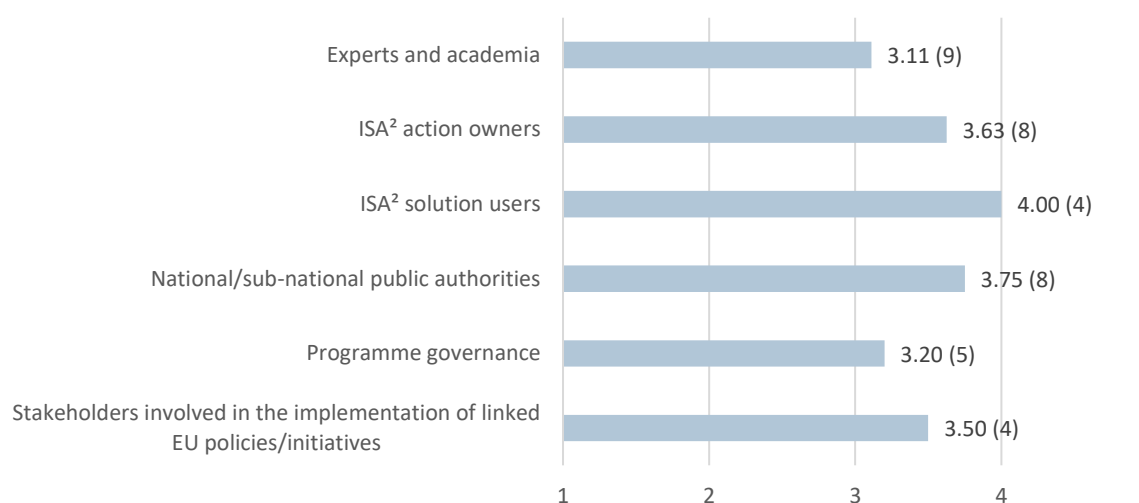 Experts and academia 3.11 (9)
ISA² action owners 3.63 (8)
ISA² solution users 4.00 (4)
National/sub-national public authorities 3.75 (8)
Programme governance 3.20 (5)
Stakeholders involved in the implementation of linked
EU policies/initiatives 3.50 (4)
1 2 3 4